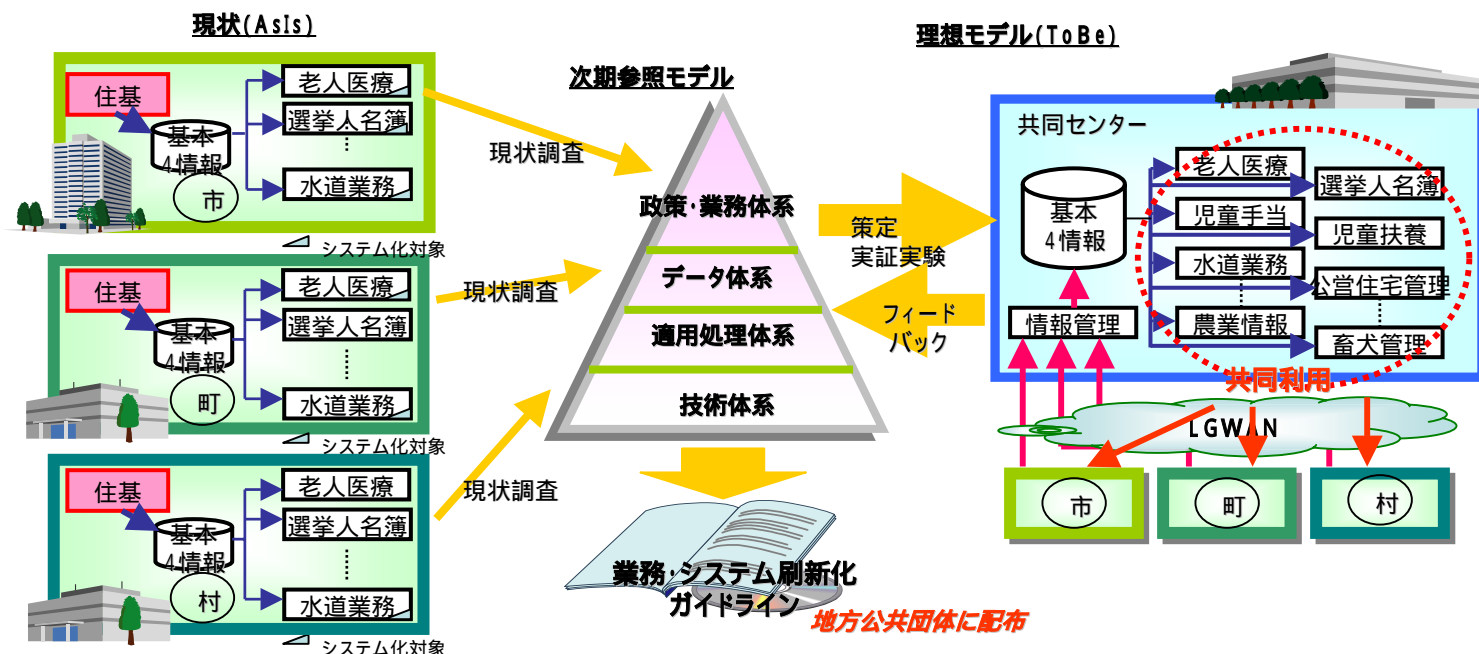 現状(AsIs)
住基
基本
4情報
市
老人医療
選挙人名簿
水道業務
システム化対象
住基
基本
4情報
町
老人医療
選挙人名簿
水道業務
システム化対象
住基
基本
4情報
村
老人医療
選挙人名簿
水道業務
システム化対象
現状調査
現状調査
現状調査
次期参照モデル
政策・業務体系
データ体系
適用処理体系
技術体系
業務・システム刷新化
ガイドライン
地方公共団体に配布
策定
実証実験
フィード
バック
理想モデル(ToBe)
共同センター
基本
4情報
情報管理
老人医療
選挙人名簿
児童手当
児童扶養
水道業務
公営住宅管理
農業情報
畜犬管理
共同利用
LGWAN
市
町
村